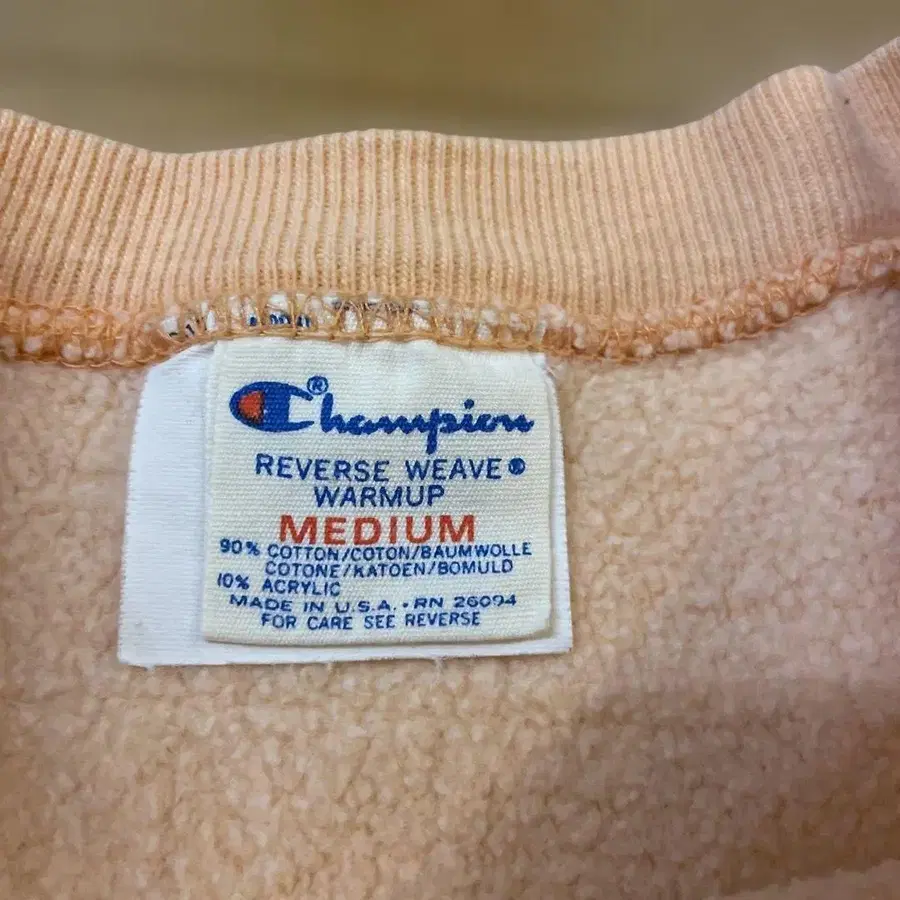 Champion®
REVERSE WEAVE®
WARMUP
MEDIUM
90% COTTON/COTON/BAUMWOLLE
COTONE/KATOEN/BOMULD
10% ACRYLIC
MADE IN U.S.A. • RN 26094
FOR CARE SEE REVERSE